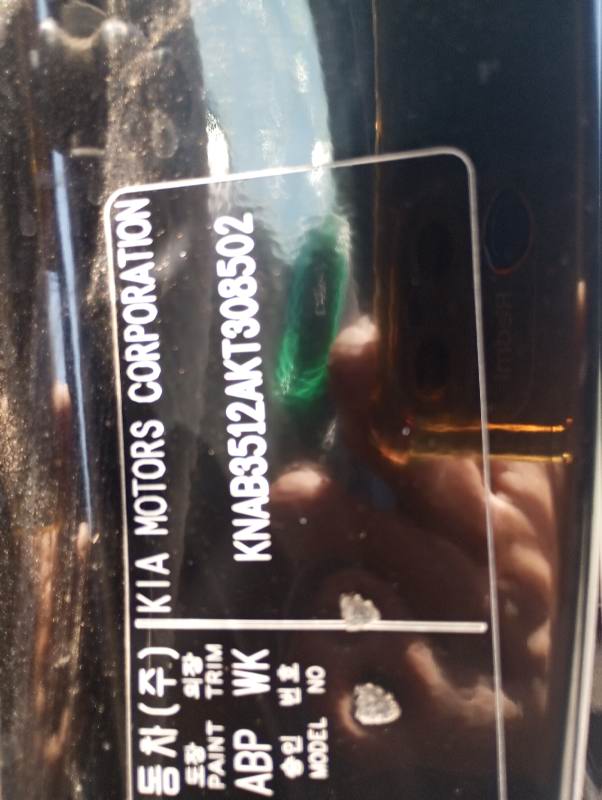 동차(주) KIA MOTORS CORPORATION
도장 외장
PAINT TRIM
ABP WK KNAB3512AKT308502
승인 번호
MODEL NO